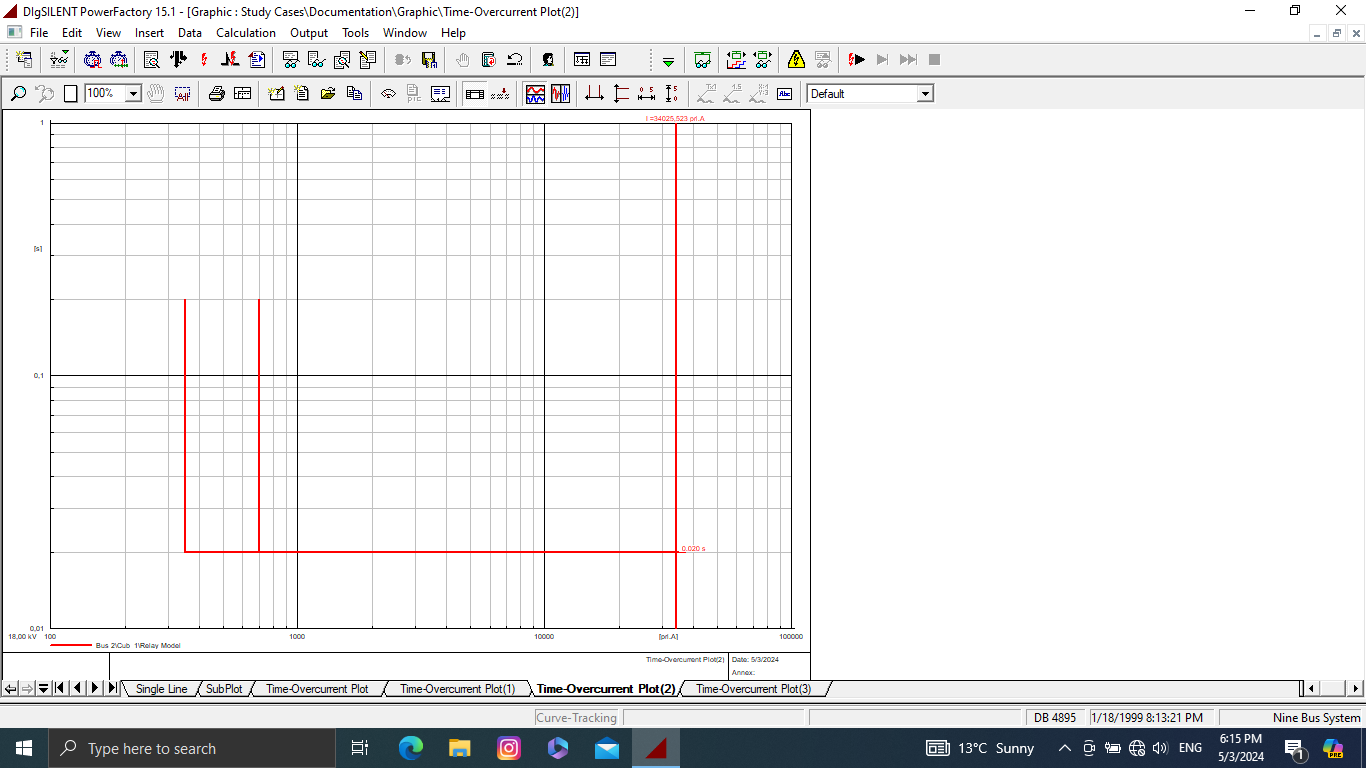 DIgSILENT PowerFactory 15.1 - [Graphic : Study Cases\Documentation\Graphic\Time-Overcurrent Plot(2)]
File Edit View Insert Data Calculation Output Tools Window Help
100% Default
I =34025,523 pri.A
1
[s]
0,1
0.020 s
0,01
18,00 kV 100 1000 10000 [pri.A] 100000
Bus 2\Cub_1\Relay Model
Time-Overcurrent Plot(2) Date: 5/3/2024
Annex:
Single Line SubPlot Time-Overcurrent Plot Time-Overcurrent Plot(1) Time-Overcurrent Plot(2) Time-Overcurrent Plot(3)
Curve-Tracking DB 4895 1/18/1999 8:13:21 PM Nine Bus System
Type here to search 13°C Sunny ENG 6:15 PM
5/3/2024 1